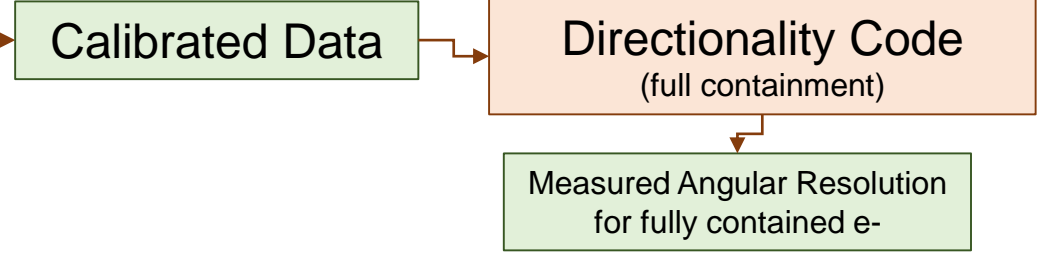 Calibrated Data
Directionality Code
(full containment)
Measured Angular Resolution
for fully contained e-